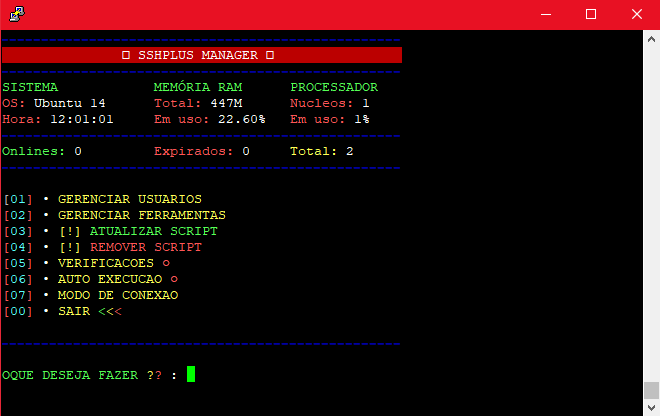 SSHPLUS MANAGER
SISTEMA MEMÓRIA RAM PROCESSADOR
OS: Ubuntu 14 Total: 447M Nucleos: 1
Hora: 12:01:01 Em uso: 22.60% Em uso: 1%
Onlines: 0 Expirados: 0 Total: 2
[01] • GERENCIAR USUARIOS
[02] • GERENCIAR FERRAMENTAS
[03] • [!] ATUALIZAR SCRIPT
[04] • [!] REMOVER SCRIPT
[05] • VERIFICACOES ○
[06] • AUTO EXECUCAO ○
[07] • MODO DE CONEXAO
[00] • SAIR <<<
OQUE DESEJA FAZER ?? :